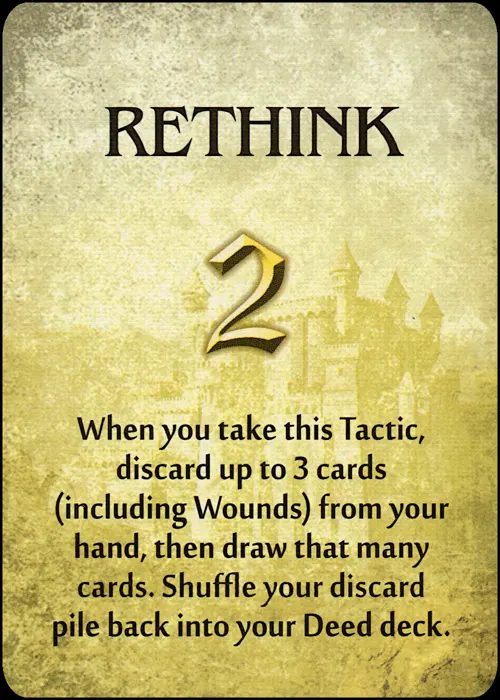 RETHINK
2
When you take this Tactic,
discard up to 3 cards
(including Wounds) from your
hand, then draw that many
cards. Shuffle your discard
pile back into your Deed deck.